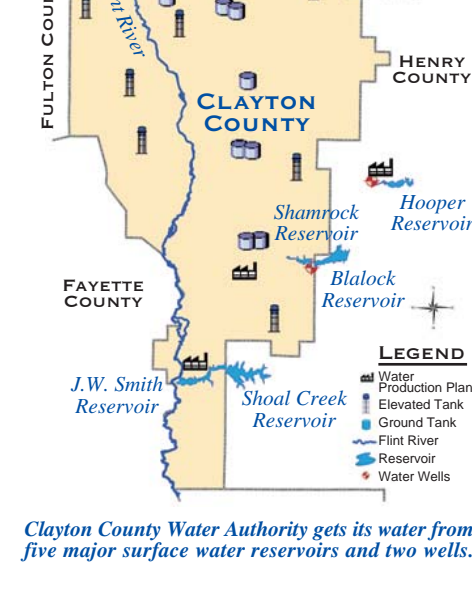 FULTON COU
nt River
HENRY
COUNTY
CLAYTON
COUNTY
Hooper
Reservoir
Shamrock
Reservoir
Blalock
Reservoir
FAYETTE
COUNTY
J.W. Smith
Reservoir
Shoal Creek
Reservoir
LEGEND
Water
Production Plan
Elevated Tank
Ground Tank
Flint River
Reservoir
Water Wells
Clayton County Water Authority gets its water from
five major surface water reservoirs and two wells.